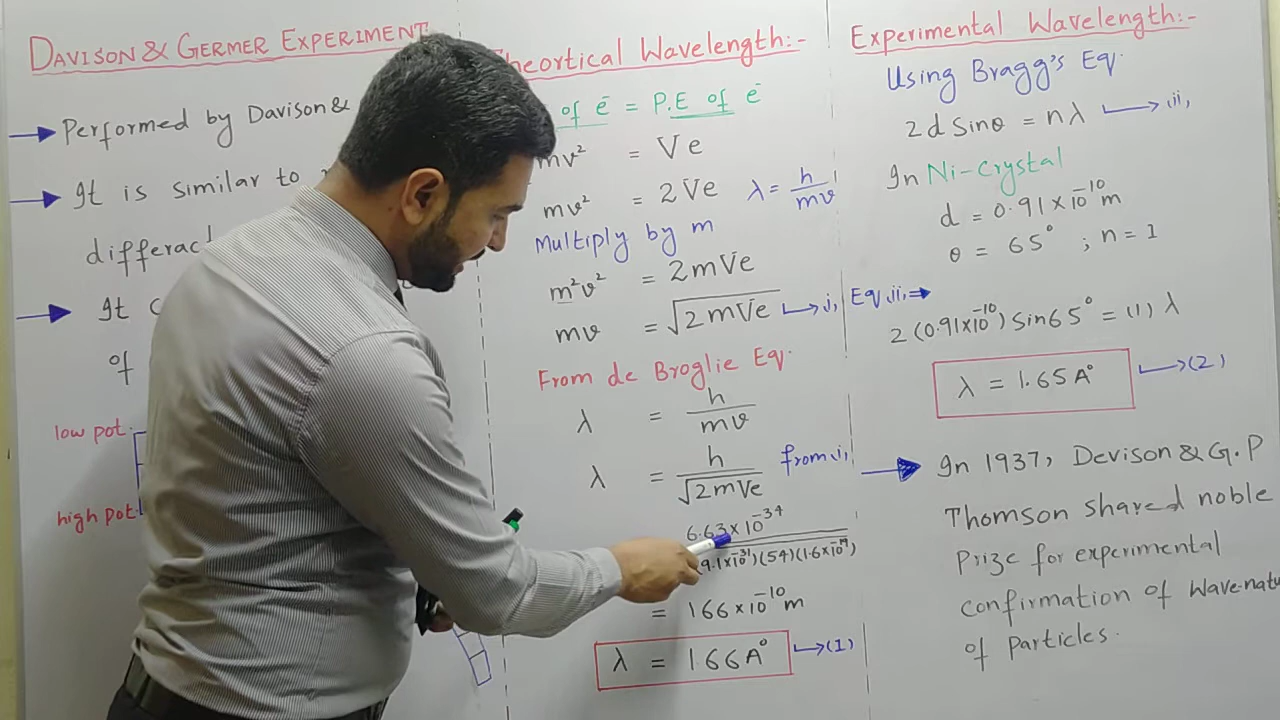 DAVISON & GERMER EXPERIMENT
Performed by Davison &
It is similar to
differact
It
of
low pot.
high pot.
Theortical Wavelength:-
of e⁻ = P.E of e⁻
mv² = Ve
mv² = 2Ve λ = h/mv
Multiply by m
m²v² = 2mVe
mv = √2mVe → i,
From de Broglie Eq.
λ = h/mv
λ = h/√2mVe from i,
6.63×10⁻³⁴
(9.1×10⁻³¹)(54)(1.6×10⁻¹⁹)
= 166×10⁻¹⁰m
λ = 166A° → (1)
Experimental Wavelength:-
Using Bragg's Eq.
2d Sinθ = nλ → ii,
In Ni-Crystal
d = 0.91×10⁻¹⁰m
θ = 65° ; n = 1
Eq,ii, →
2(0.91×10⁻¹⁰) Sin65° = (1) λ
λ = 1.65A° → (2)
In 1937, Devison & G.P
Thomson shared noble
Prize for experimental
confirmation of Wave-natu
of particles.